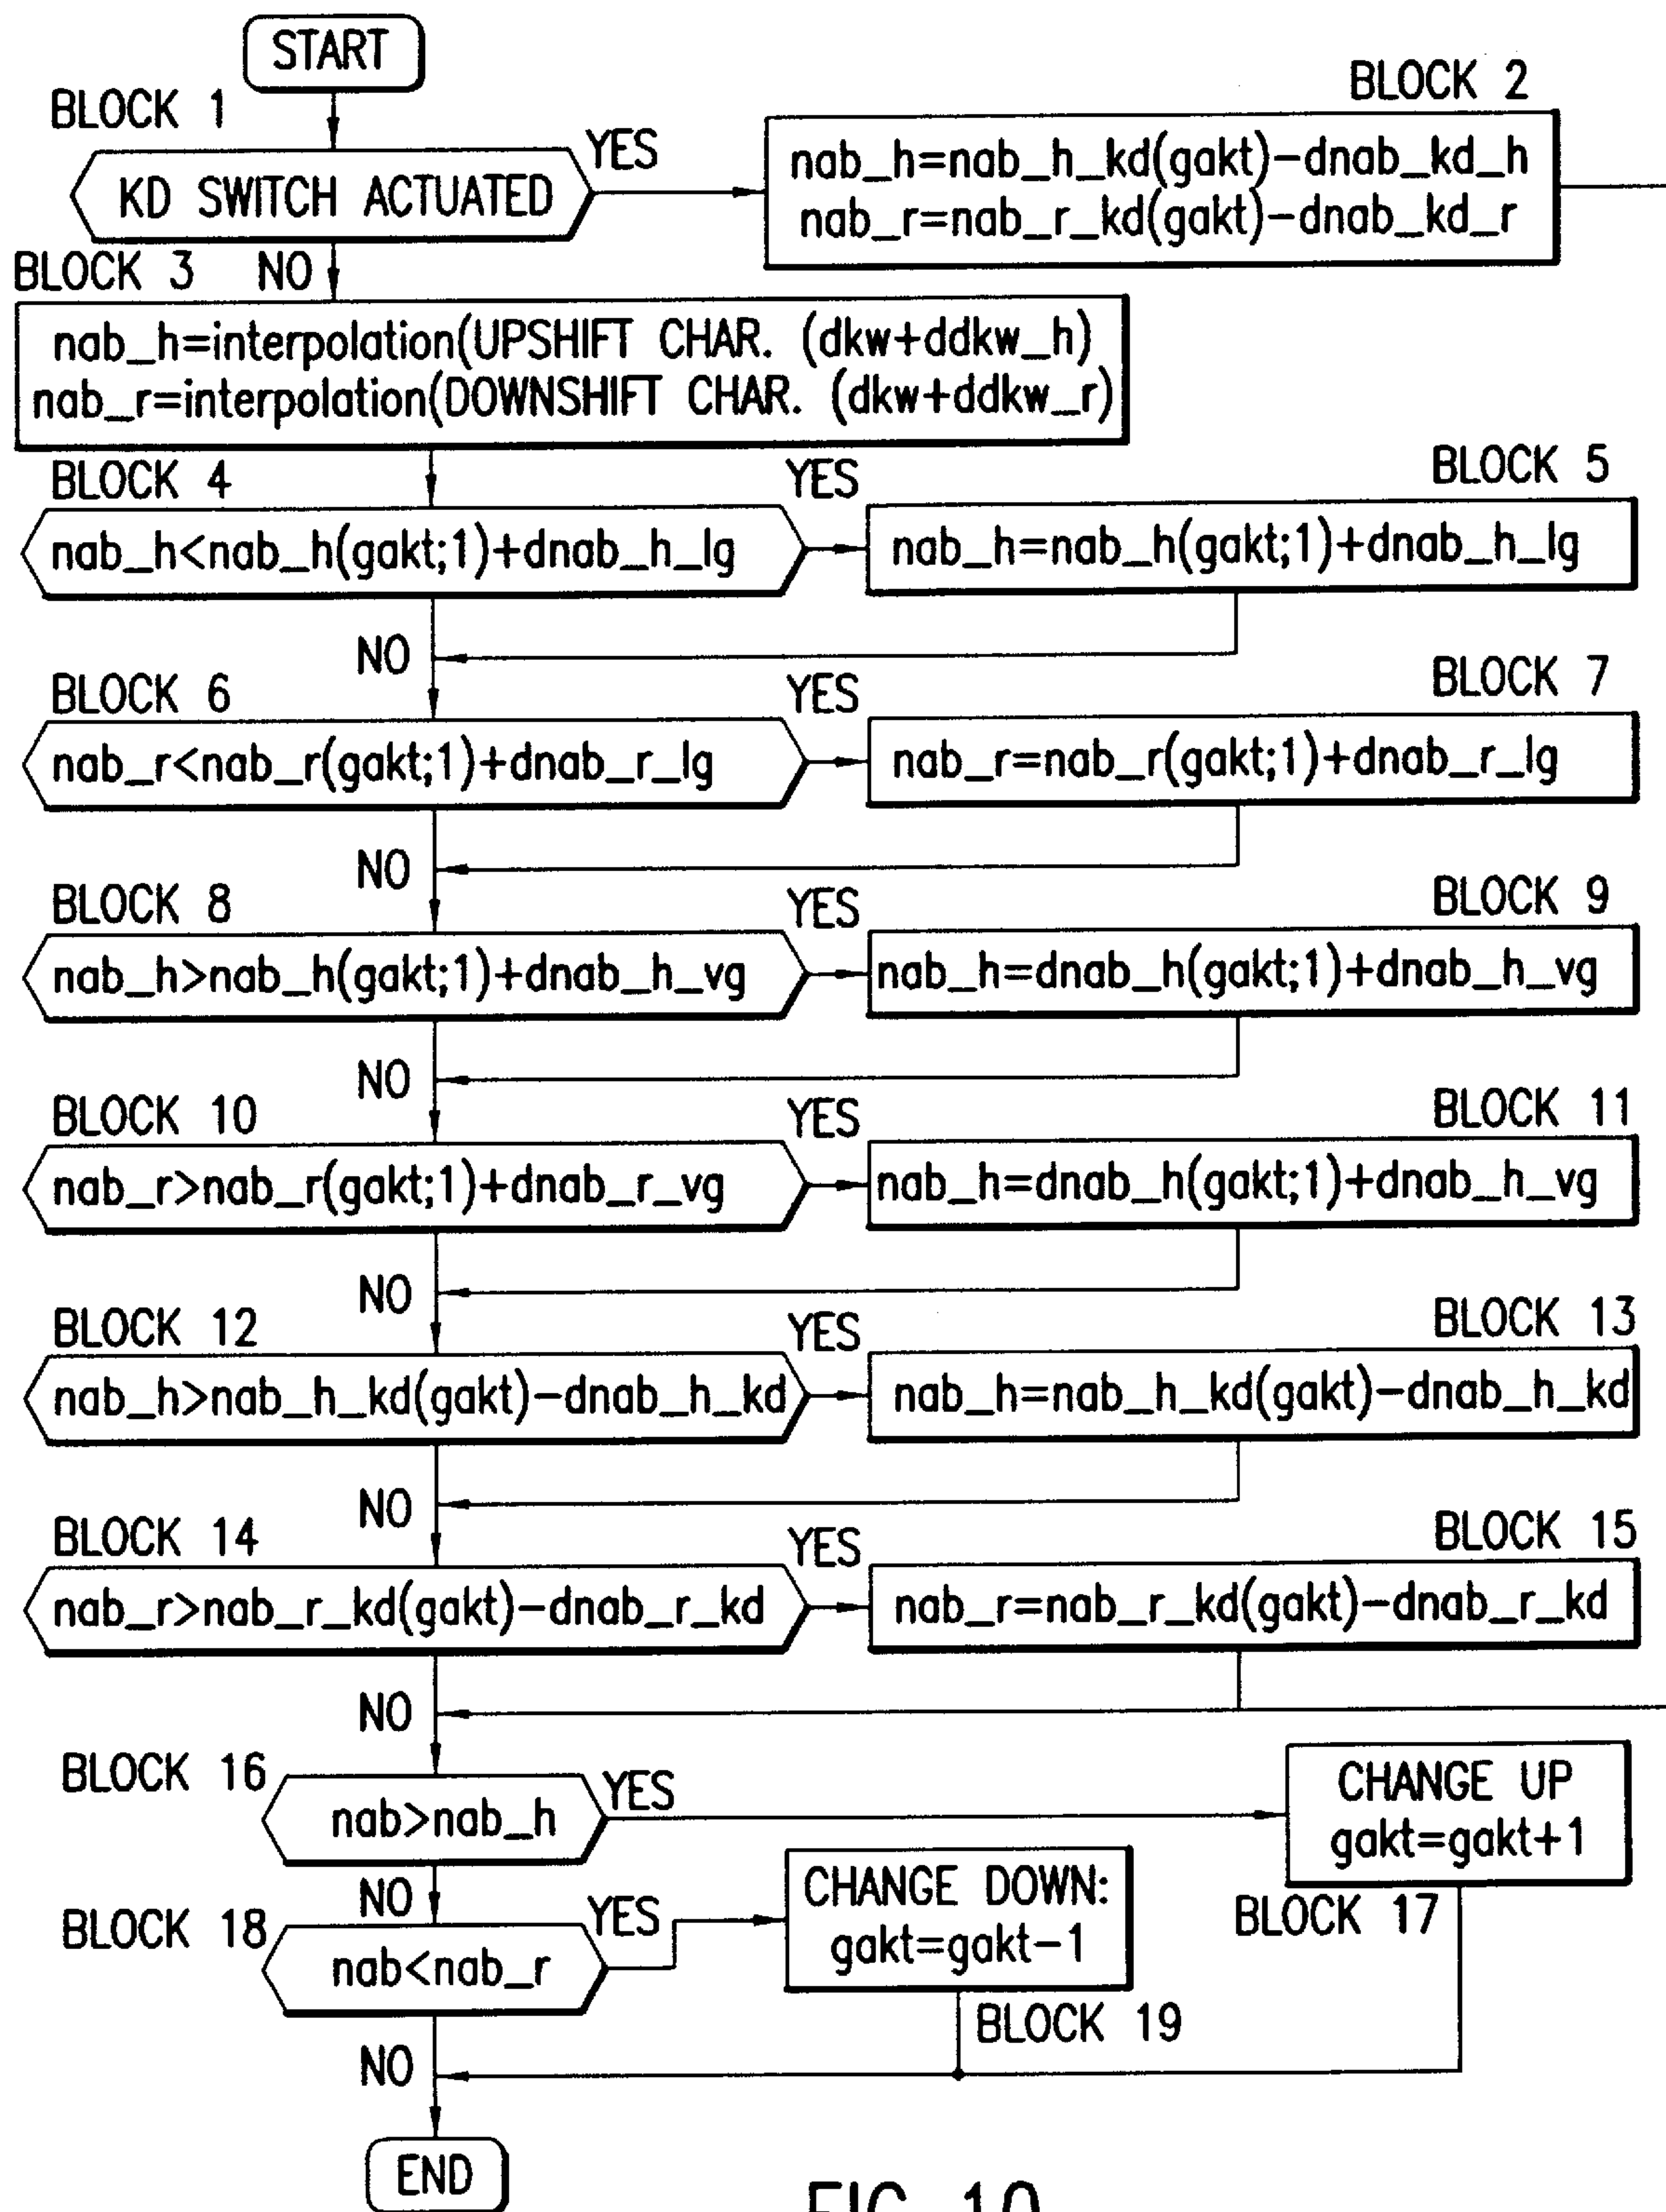 START
BLOCK 1
KD SWITCH ACTUATED
YES
BLOCK 2
nab_h=nab_h_kd(gakt)-dnab_kd_h
nab_r=nab_r_kd(gakt)-dnab_kd_r
BLOCK 3
NO
nab_h=interpolation(UPSHIFT CHAR. (dkw+ddkw_h)
nab_r=interpolation(DOWNSHIFT CHAR. (dkw+ddkw_r)
BLOCK 4
YES
BLOCK 5
nab_h<nab_h(gakt;1)+dnab_h_lg
nab_h=nab_h(gakt;1)+dnab_h_lg
NO
BLOCK 6
YES
BLOCK 7
nab_r<nab_r(gakt;1)+dnab_r_lg
nab_r=nab_r(gakt;1)+dnab_r_lg
NO
BLOCK 8
YES
BLOCK 9
nab_h>nab_h(gakt;1)+dnab_h_vg
nab_h=dnab_h(gakt;1)+dnab_h_vg
NO
BLOCK 10
YES
BLOCK 11
nab_r>nab_r(gakt;1)+dnab_r_vg
nab_h=dnab_h(gakt;1)+dnab_h_vg
NO
BLOCK 12
YES
BLOCK 13
nab_h>nab_h_kd(gakt)-dnab_h_kd
nab_h=nab_h_kd(gakt)-dnab_h_kd
NO
BLOCK 14
YES
BLOCK 15
nab_r>nab_r_kd(gakt)-dnab_r_kd
nab_r=nab_r_kd(gakt)-dnab_r_kd
NO
BLOCK 16
nab>nab_h
YES
CHANGE UP
gakt=gakt+1
BLOCK 17
NO
BLOCK 18
nab<nab_r
YES
CHANGE DOWN:
gakt=gakt-1
BLOCK 19
NO
END
FIG. 10